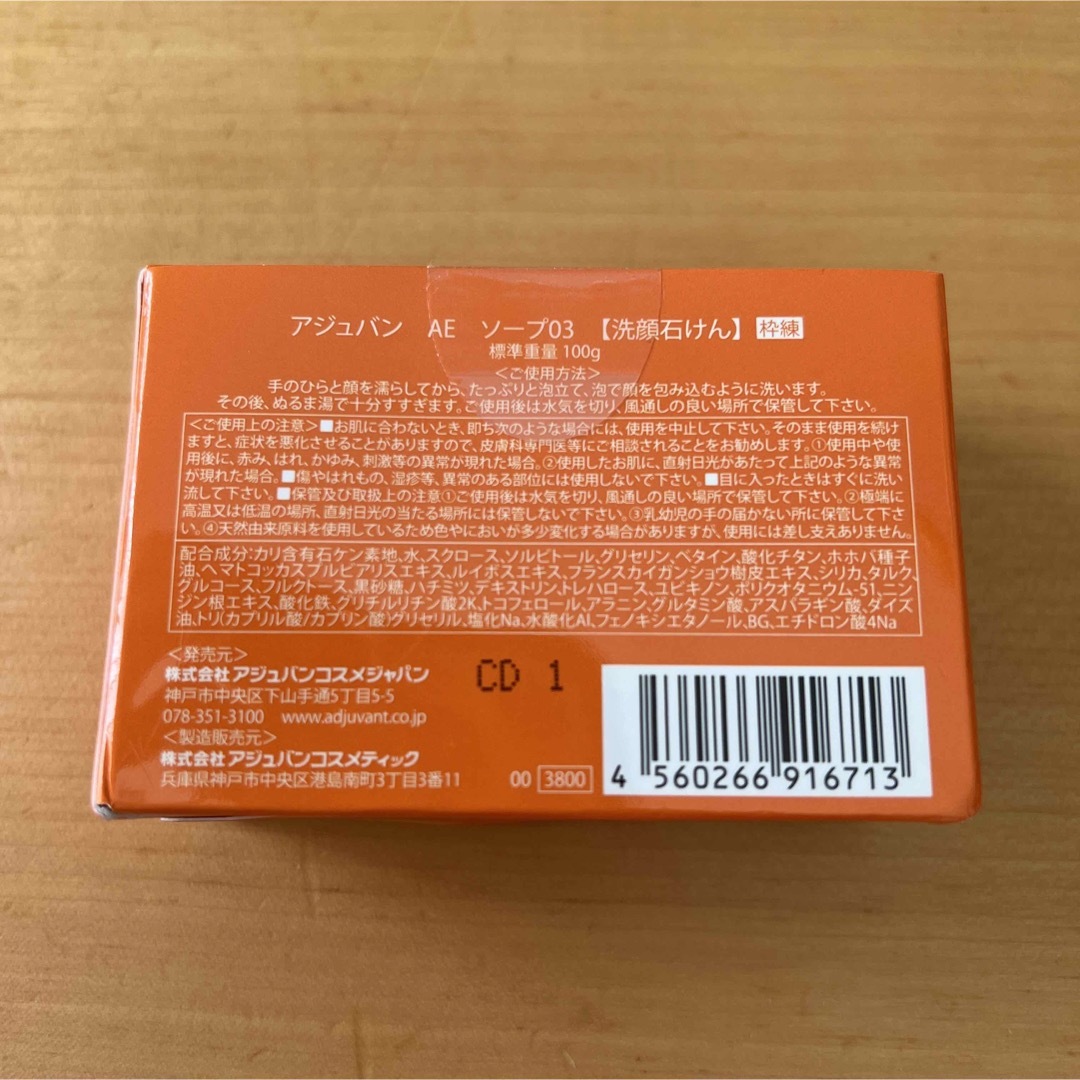 アジュバン　AE　ソープ03　【洗顔石けん】 枠練
標準重量 100g
＜ご使用方法＞
手のひらと顔を濡らしてから、たっぷりと泡立て、泡で顔を包み込むように洗います。
その後、ぬるま湯で十分すすぎます。ご使用後は水気を切り、風通しの良い場所で保管して下さい。
＜ご使用上の注意＞■お肌に合わないとき、即ち次のような場合には、使用を中止して下さい。そのまま使用を続け
ますと、症状を悪化させることがありますので、皮膚科専門医等にご相談されることをお勧めします。①使用中や使
用後に、赤み、はれ、かゆみ、刺激等の異常が現れた場合。②使用したお肌に、直射日光があたって上記のような異常
が現れた場合。■傷やはれもの、湿疹等、異常のある部位には使用しないで下さい。■目に入ったときはすぐに洗い
流して下さい。■保管及び取扱上の注意①ご使用後は水気を切り、風通しの良い場所で保管して下さい。②極端に
高温又は低温の場所、直射日光の当たる場所には保管しないで下さい。③乳幼児の手の届かない所に保管して下さい。
④天然由来原料を使用しているため色やにおいが多少変化する場合がありますが、使用には差し支えありません。
配合成分:カリ含有石ケン素地、水、スクロース、ソルビトール、グリセリン、ベタイン、酸化チタン、ホホバ種子
油、ヘマトコッカスプルビアリスエキス、ルイボスエキス、フランスカイガンショウ樹皮エキス、シリカ、タルク、
グルコース、フルクトース、黒砂糖、ハチミツ、デキストリン、トレハロース、ユビキノン、ポリクオタニウム-51、ニン
ジン根エキス、酸化鉄、グリチルリチン酸2K、トコフェロール、アラニン、グルタミン酸、アスパラギン酸、ダイズ
油、トリ(カプリル酸/カプリン酸)グリセリル、塩化Na、水酸化Al、フェノキシエタノール、BG、エチドロン酸4Na
＜発売元＞
株式会社 アジュバンコスメジャパン
神戸市中央区下山手通5丁目5-5
078-351-3100 www.adjuvant.co.jp
＜製造販売元＞
株式会社 アジュバンコスメティック
兵庫県神戸市中央区港島南町3丁目3番11
CD 1
00 3800
4 560266 916713